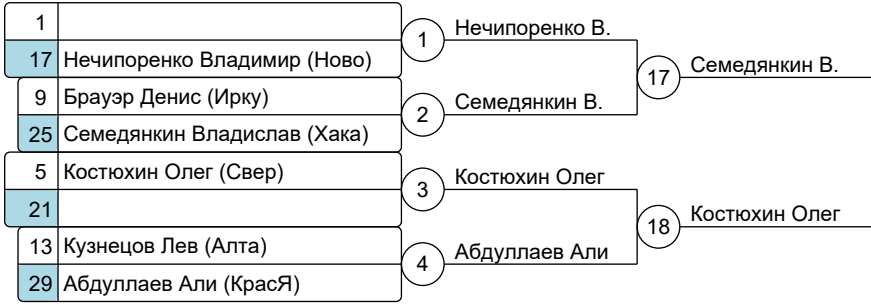 1
17 Нечипоренко Владимир (Ново)
1
Нечипоренко В.
9 Брауэр Денис (Ирку)
25 Семедянкин Владислав (Хака)
2
Семедянкин В.
17
Семедянкин В.
5 Костюхин Олег (Свер)
21
3
Костюхин Олег
13 Кузнецов Лев (Алта)
29 Абдуллаев Али (КрасЯ)
4
Абдуллаев Али
18
Костюхин Олег